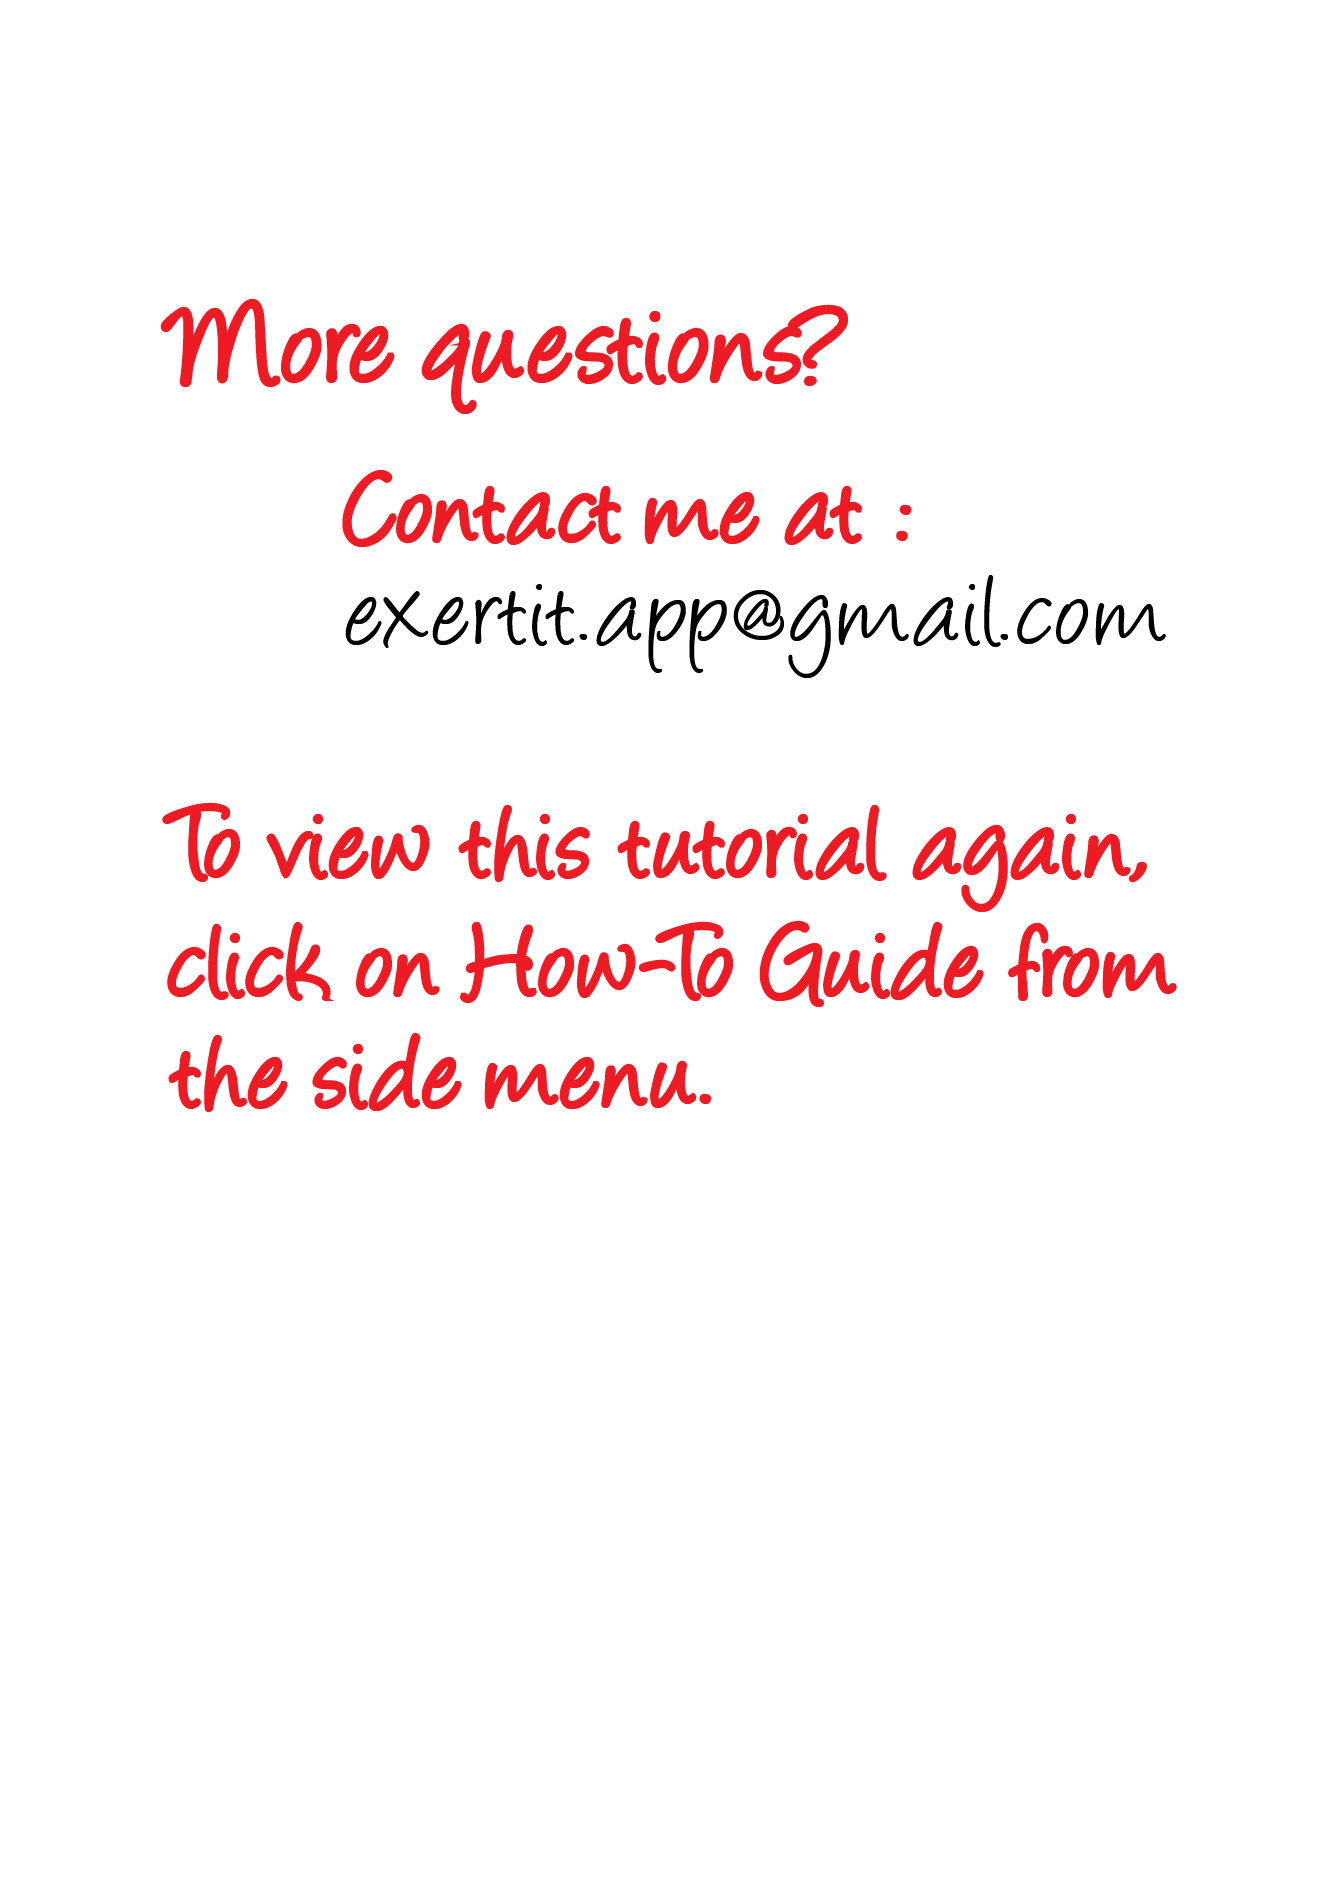 More questions?
Contact me at :
exertit.app@gmail.com
To view this tutorial again,
click on How-To Guide from
the side menu.